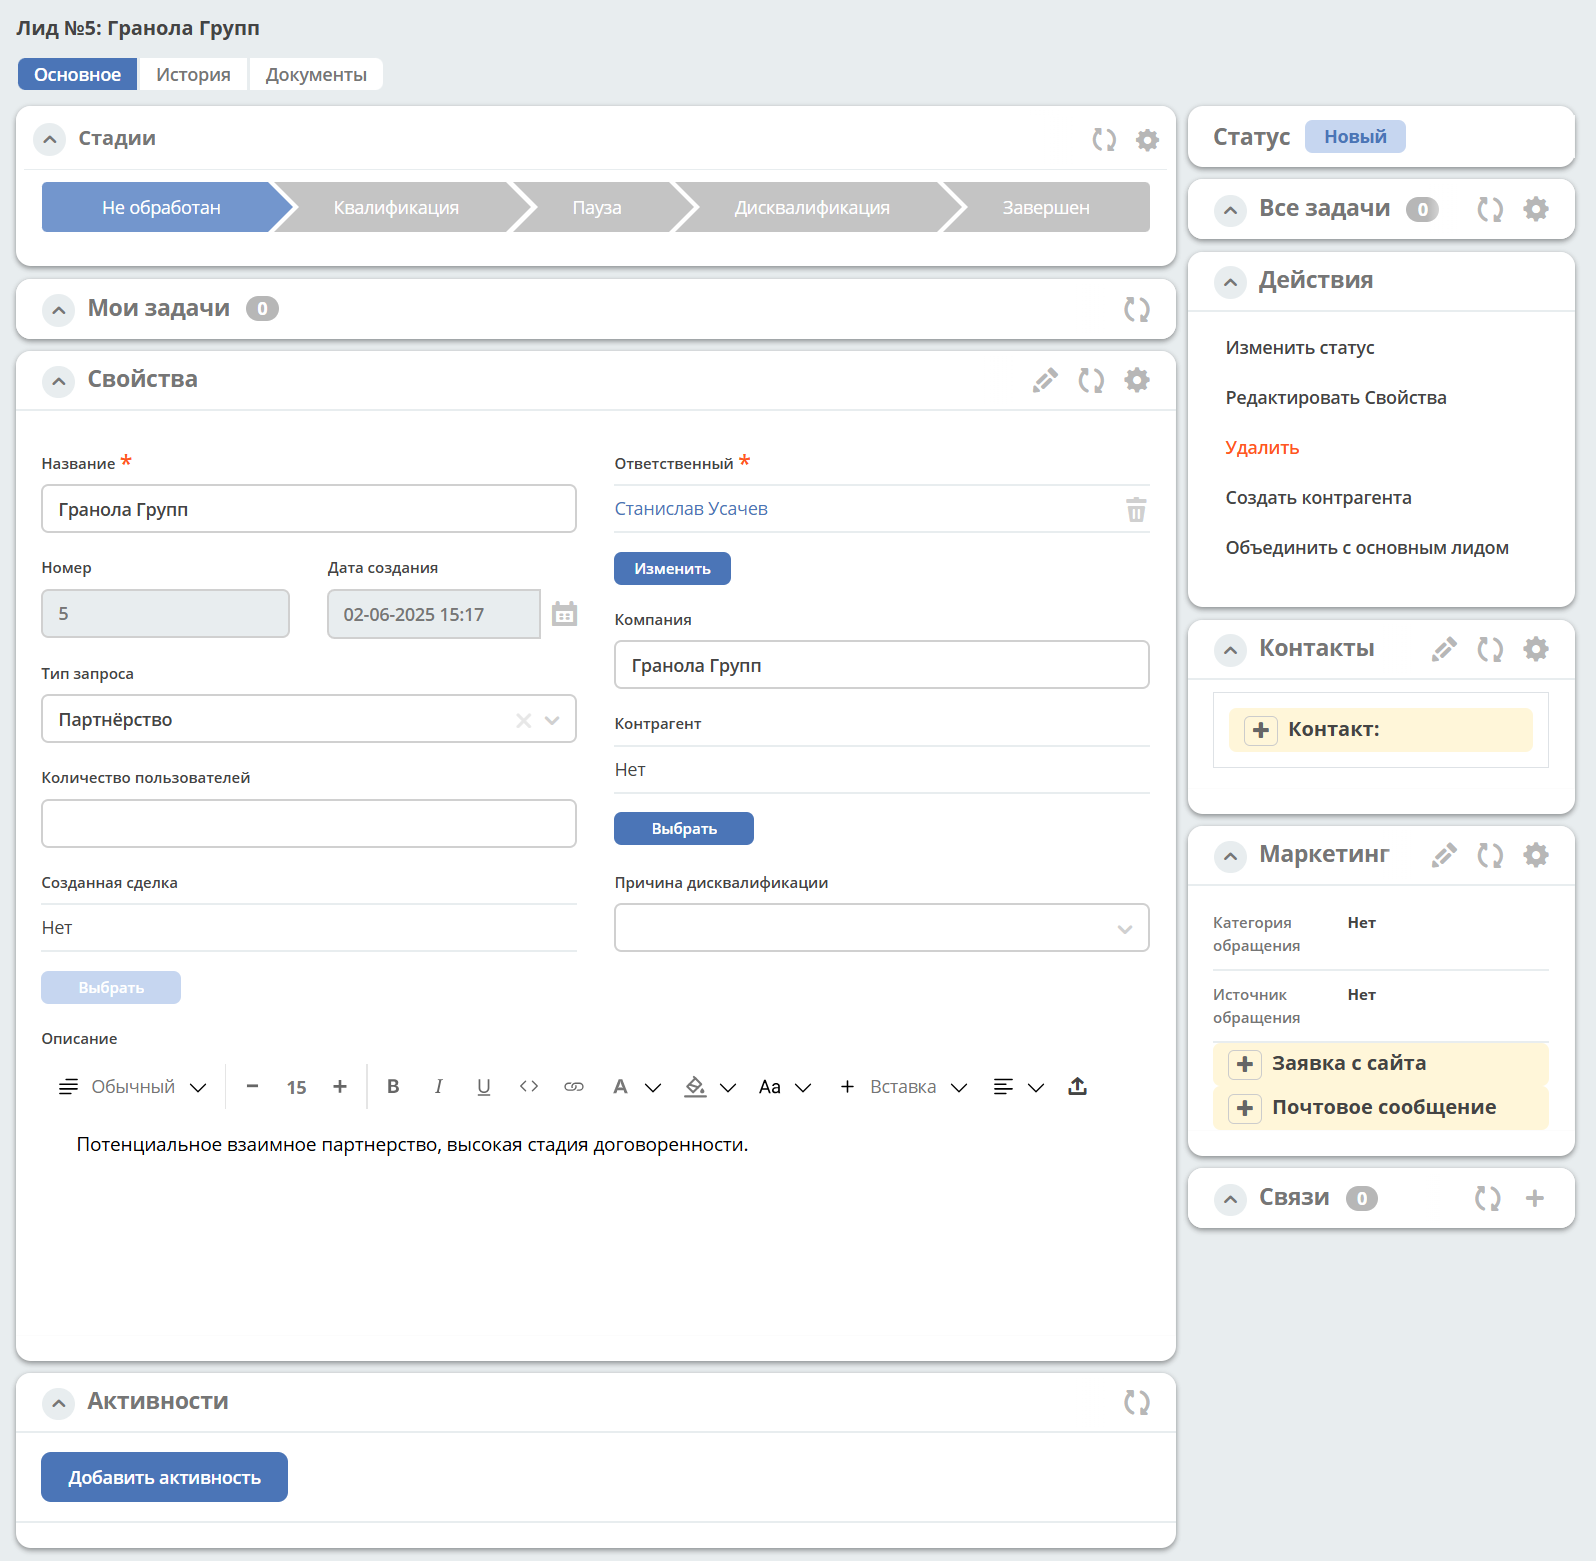 Лид №5: Гранола Групп
Основное
История
Документы
Стадии
Не обработан
Квалификация
Пауза
Дисквалификация
Завершен
Мои задачи 0
Свойства
Название *
Гранола Групп
Номер
5
Дата создания
02-06-2025 15:17
Тип запроса
Партнёрство
Количество пользователей
Созданная сделка
Нет
Выбрать
Ответственный *
Станислав Усачев
Изменить
Компания
Гранола Групп
Контрагент
Нет
Выбрать
Причина дисквалификации
Описание
Обычный
15
B I U <> A Aa
+ Вставка
Потенциальное взаимное партнерство, высокая стадия договоренности.
Активности
Добавить активность
Статус Новый
Все задачи 0
Действия
Изменить статус
Редактировать Свойства
Удалить
Создать контрагента
Объединить с основным лидом
Контакты
Контакт:
Маркетинг
Категория
обращения
Нет
Источник
обращения
Нет
Заявка с сайта
Почтовое сообщение
Связи 0